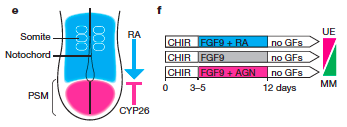 e
Somite
Notochord
PSM
RA
CYP26
f
CHIR FGF9 + RA no GFs
CHIR FGF9 no GFs
CHIR FGF9 + AGN no GFs
0 3–5 12 days
UE
MM